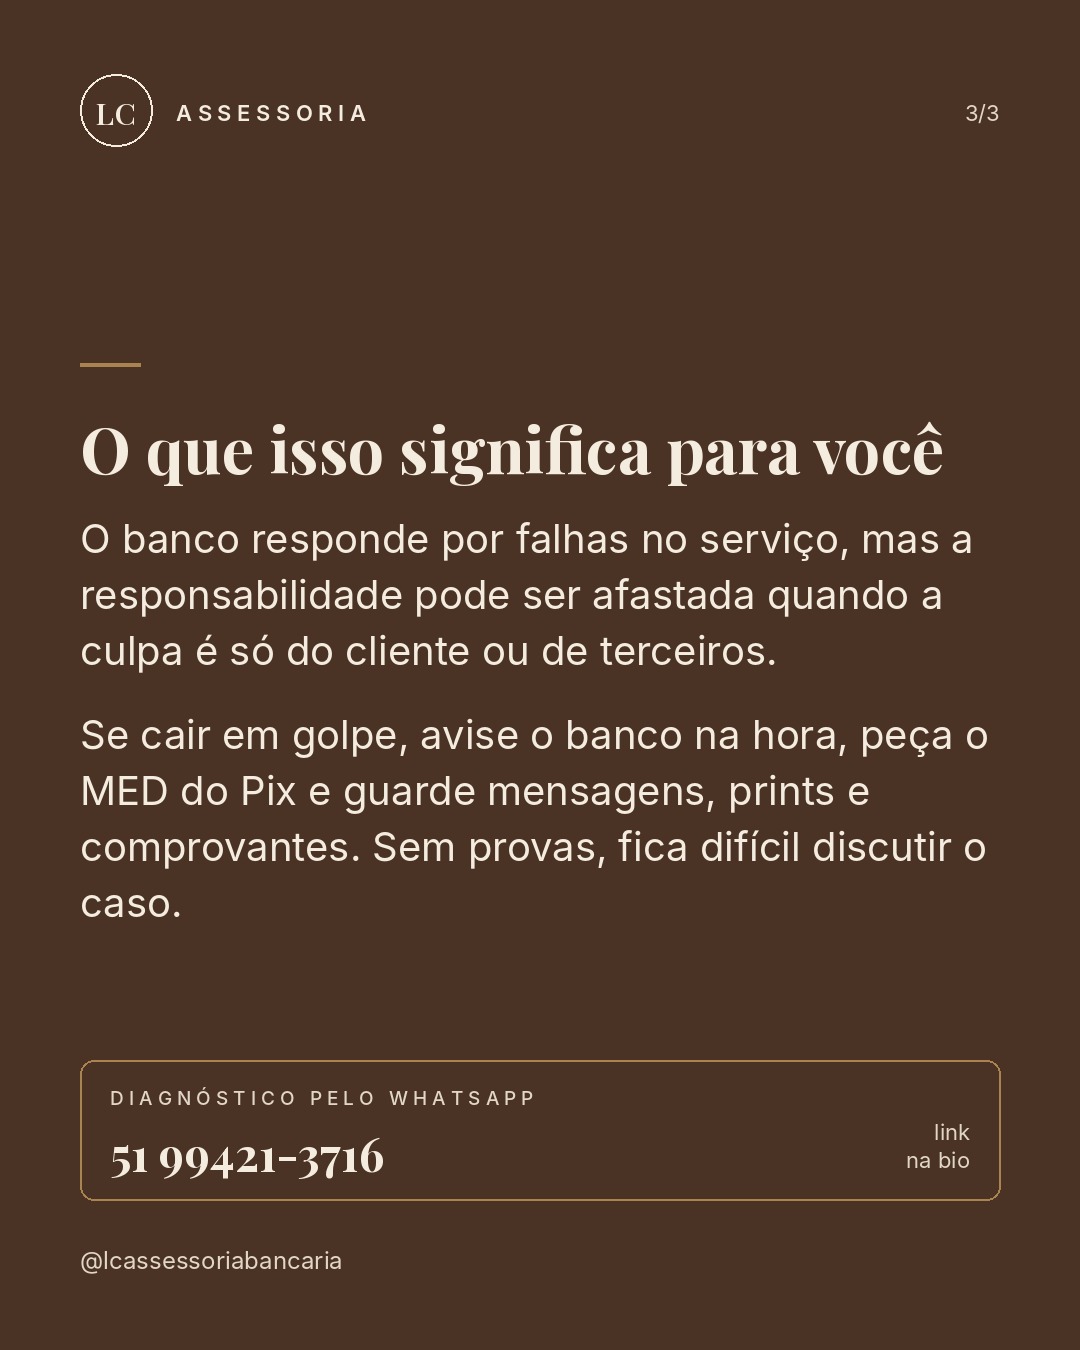 LC ASSESSORIA
3/3
O que isso significa para você
O banco responde por falhas no serviço, mas a
responsabilidade pode ser afastada quando a
culpa é só do cliente ou de terceiros.
Se cair em golpe, avise o banco na hora, peça o
MED do Pix e guarde mensagens, prints e
comprovantes. Sem provas, fica difícil discutir o
caso.
DIAGNÓSTICO PELO WHATSAPP
51 99421-3716
link
na bio
@lcassessoriabancaria